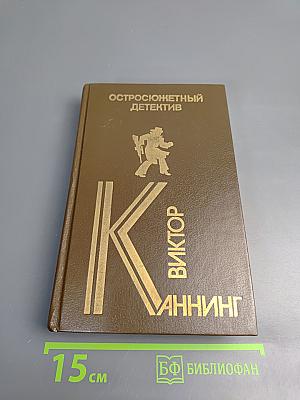 ОСТРОСЮЖЕТНЫЙ
ДЕТЕКТИВ
ВИКТОР
КАННИНГ
15 см
БФ БИБЛИОФАН